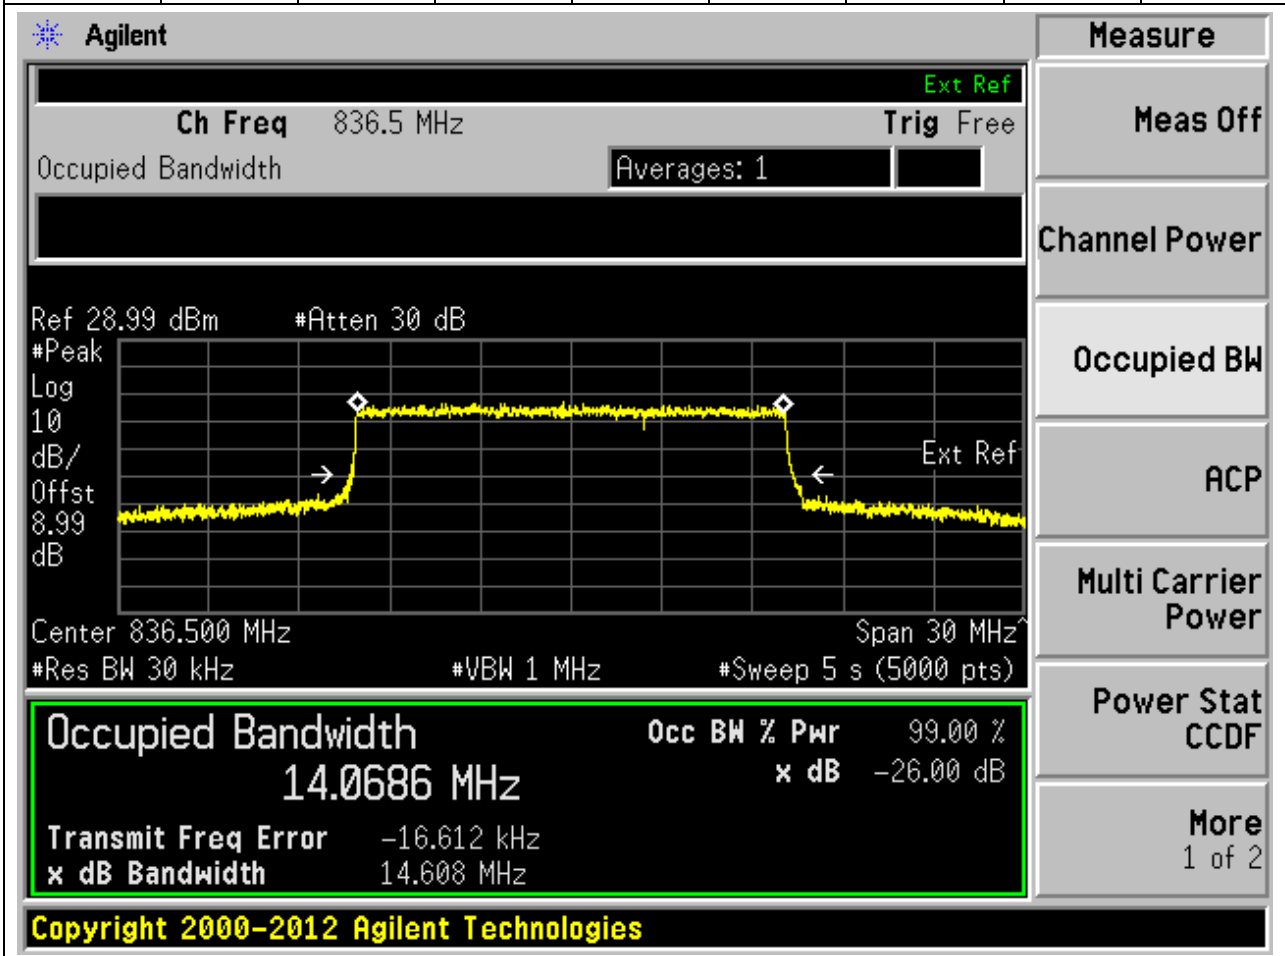 Agilent
Measure
Ext Ref
Ch Freq 836.5 MHz Trig Free
Meas Off
Occupied Bandwidth Averages: 1
Channel Power
Ref 28.99 dBm #Atten 30 dB
#Peak
Log
10
dB/
Offst
8.99
dB
Ext Ref
Occupied BW
ACP
Center 836.500 MHz Span 30 MHz^
#Res BW 30 kHz #VBW 1 MHz #Sweep 5 s (5000 pts)
Multi Carrier
Power
Occupied Bandwidth Occ BW % Pwr 99.00 %
14.0686 MHz x dB -26.00 dB
Transmit Freq Error -16.612 kHz
x dB Bandwidth 14.608 MHz
Power Stat
CCDF
More
1 of 2
Copyright 2000-2012 Agilent Technologies